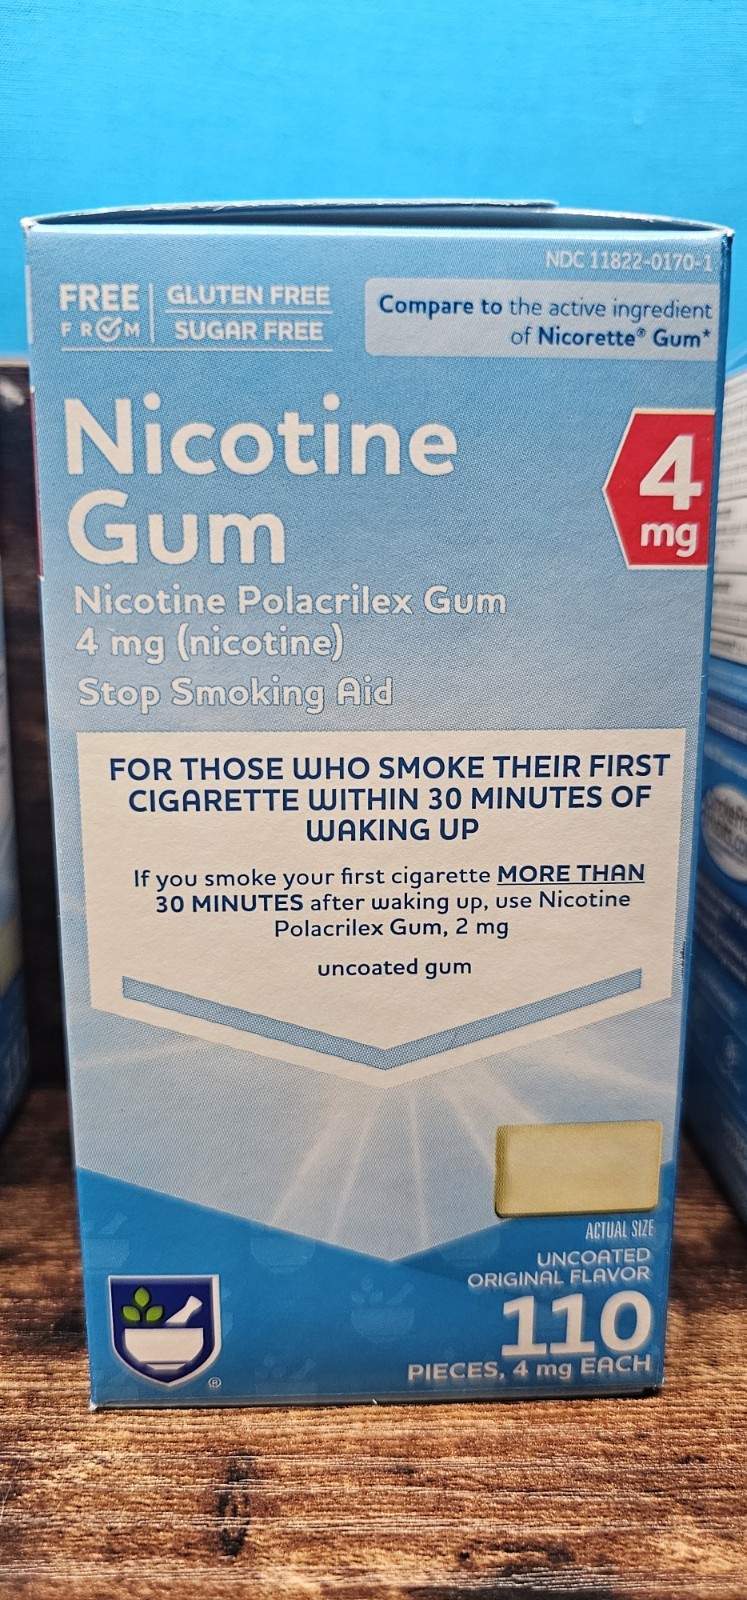 NDC 11822-0170-1
FREE FROM
GLUTEN FREE
SUGAR FREE
Compare to the active ingredient
of Nicorette® Gum*
Nicotine
Gum
4
mg
Nicotine Polacrilex Gum
4 mg (nicotine)
Stop Smoking Aid
FOR THOSE WHO SMOKE THEIR FIRST
CIGARETTE WITHIN 30 MINUTES OF
WAKING UP
If you smoke your first cigarette MORE THAN
30 MINUTES after waking up, use Nicotine
Polacrilex Gum, 2 mg
uncoated gum
ACTUAL SIZE
UNCOATED
ORIGINAL FLAVOR
110
PIECES, 4 mg EACH
®